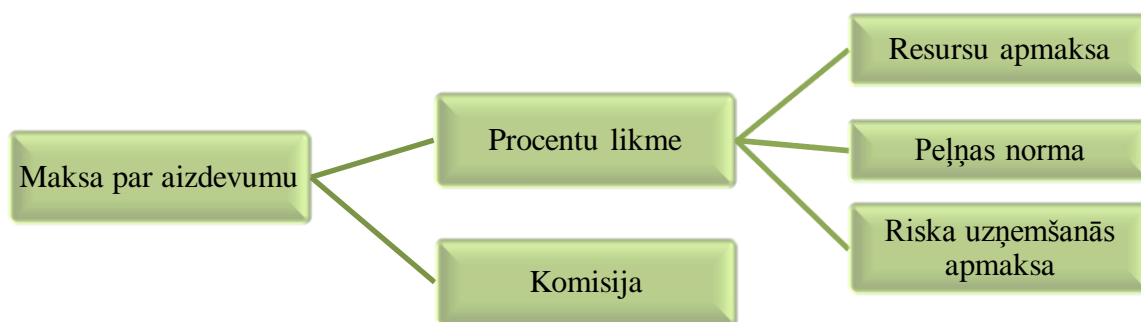 Maksa par aizdevumu
Procentu likme
Komisija
Resursu apmaksa
Peļņas norma
Riska uzņemšanās
apmaksa